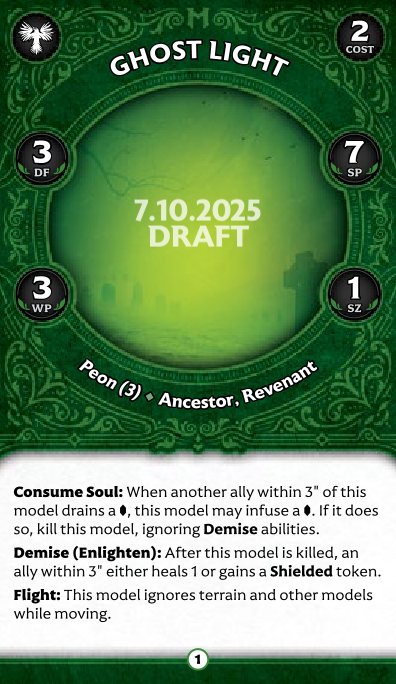 2
COST
GHOST LIGHT
3
DF
7
SP
7.10.2025
DRAFT
3
WP
1
SZ
Peon (3) ⬥ Ancestor, Revenant
Consume Soul: When another ally within 3" of this
model drains a ⬮, this model may infuse a ⬮. If it does
so, kill this model, ignoring Demise abilities.
Demise (Enlighten): After this model is killed, an
ally within 3" either heals 1 or gains a Shielded token.
Flight: This model ignores terrain and other models
while moving.
1